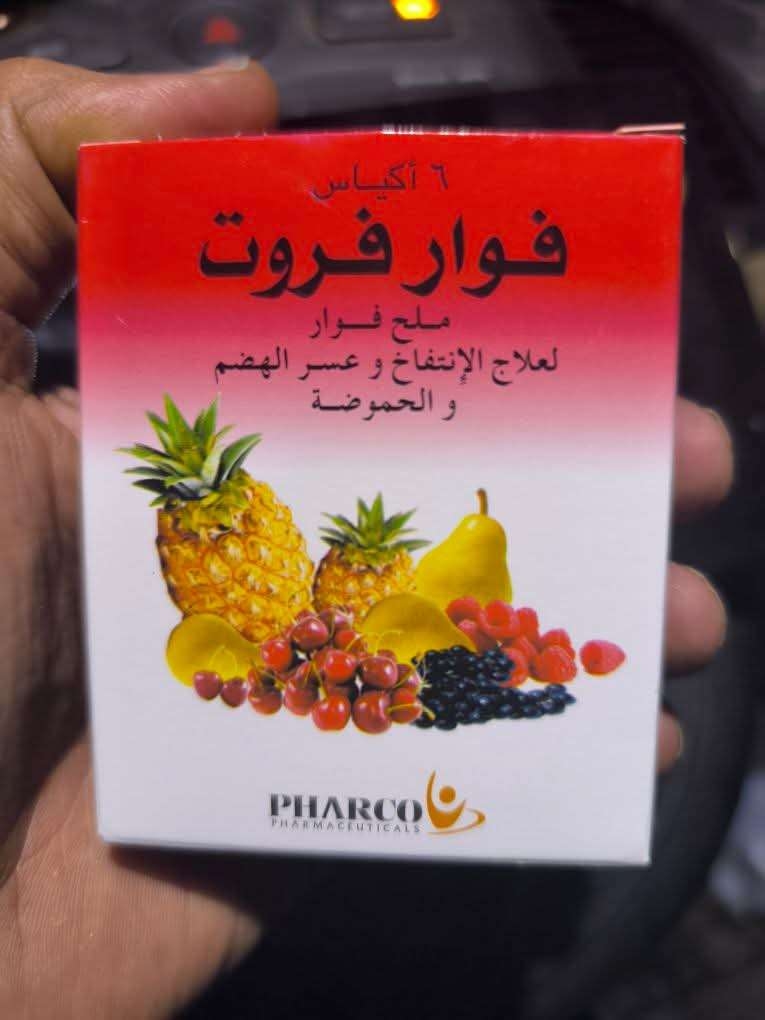 ٦ أكياس
فوار فروت
ملح فوار
لعلاج الإنتفاخ و عسر الهضم
و الحموضة
PHARCO
PHARMACEUTICALS